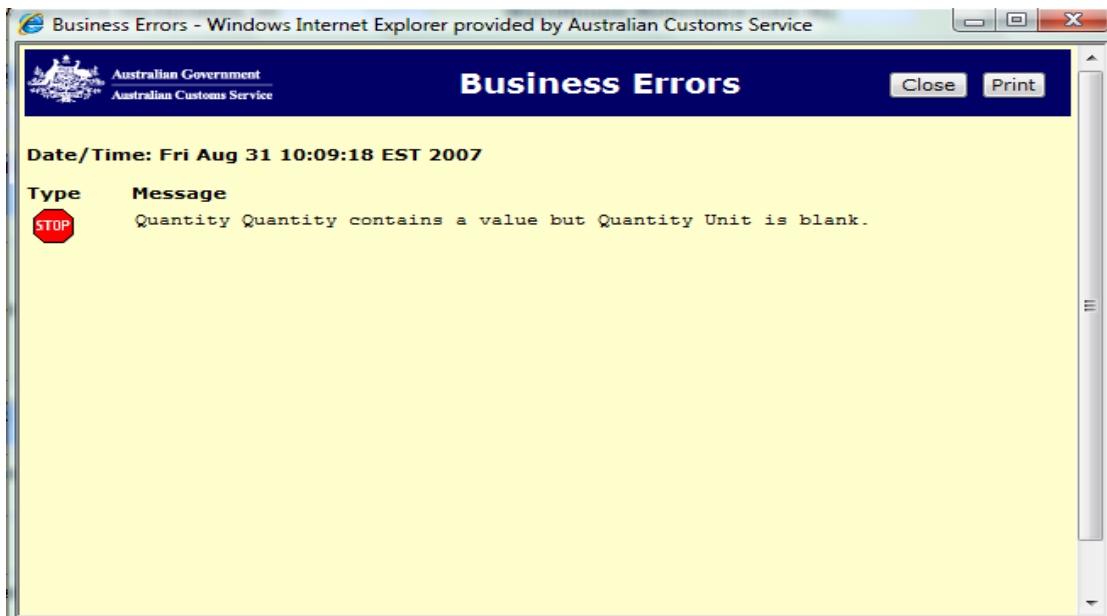 Business Errors - Windows Internet Explorer provided by Australian Customs Service
Australian Government
Australian Customs Service
Business Errors
Close
Print
Date/Time: Fri Aug 31 10:09:18 EST 2007
Type Message
STOP Quantity Quantity contains a value but Quantity Unit is blank.